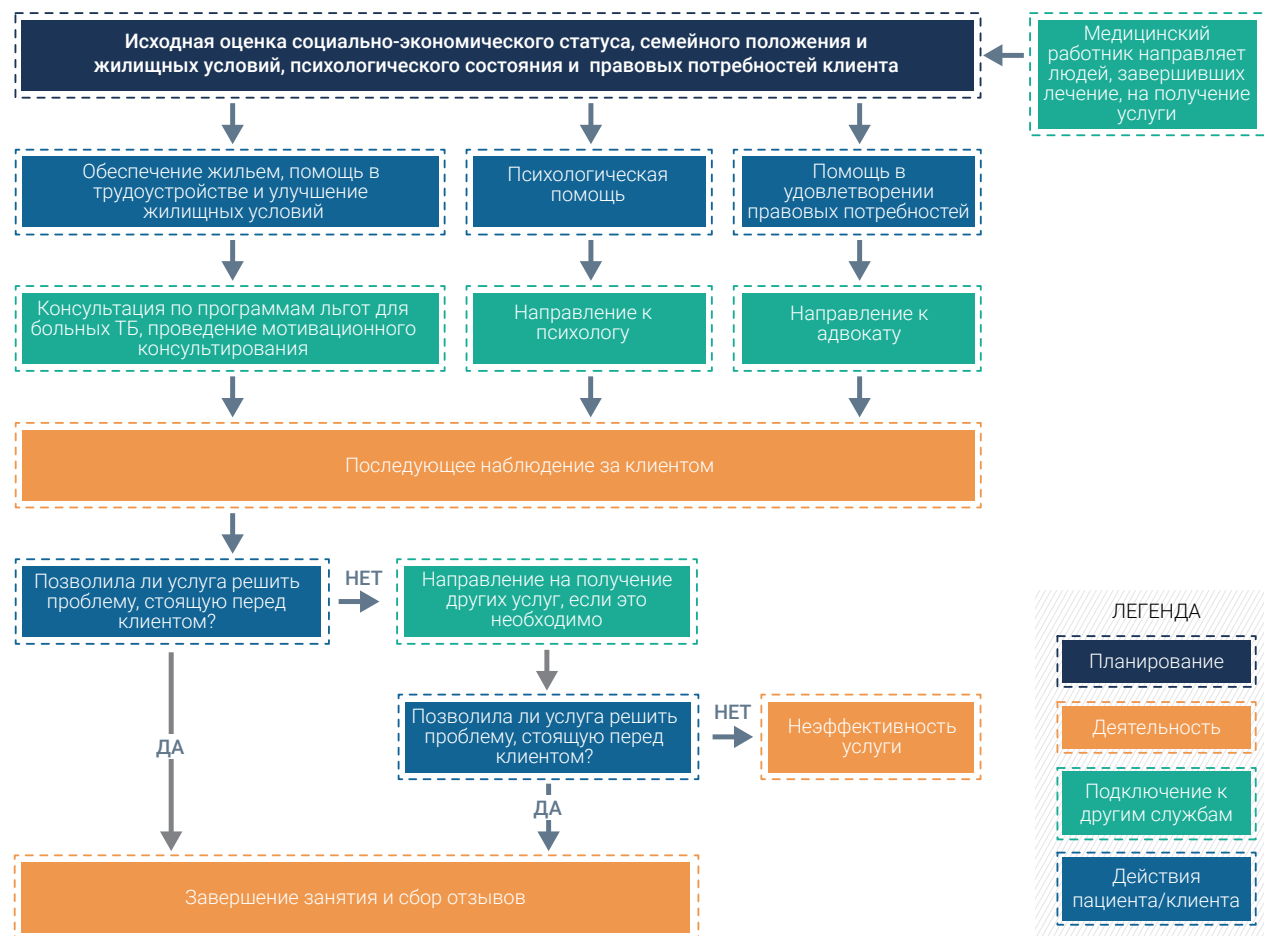 Исходная оценка социально-экономического статуса, семейного положения и
жилищных условий, психологического состояния и правовых потребностей клиента
Медицинский
работник направляет
людей, завершивших
лечение, на получение
услуги
Обеспечение жильем, помощь в
трудоустройстве и улучшение
жилищных условий
Психологическая
помощь
Помощь в
удовлетворении
правовых потребностей
Консультация по программам льгот для
больных ТБ, проведение мотивационного
консультирования
Направление к
психологу
Направление к
адвокату
Последующее наблюдение за клиентом
Позволила ли услуга решить
проблему, стоящую перед
клиентом?
НЕТ
Направление на получение
других услуг, если это
необходимо
Позволила ли услуга решить
проблему, стоящую перед
клиентом?
НЕТ
Неэффективность
услуги
ДА
ДА
Завершение занятия и сбор отзывов
ЛЕГЕНДА
Планирование
Деятельность
Подключение к
другим службам
Действия
пациента/клиента